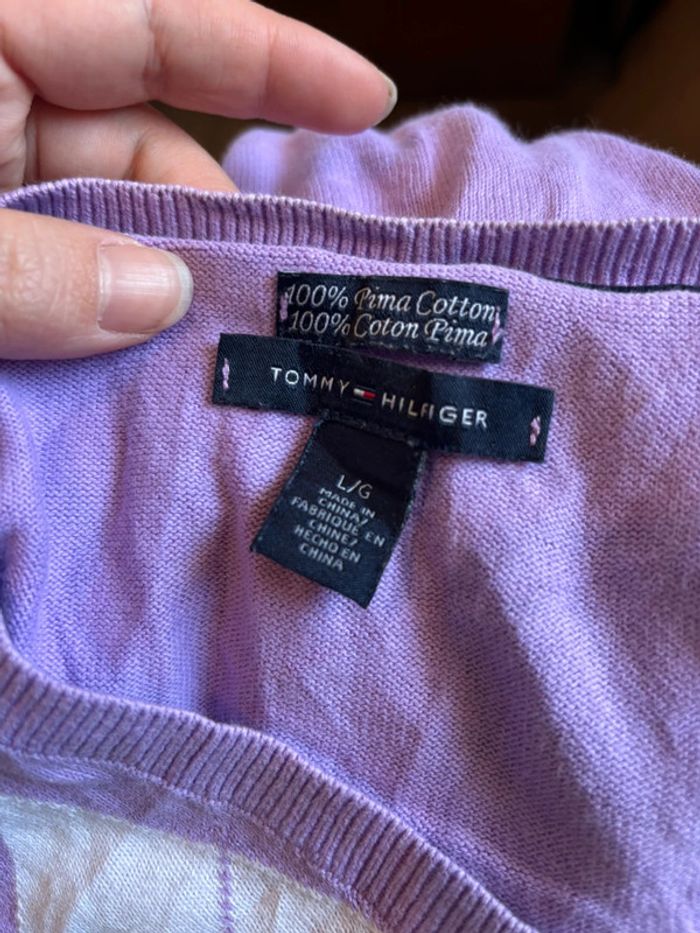 100% Pima Cotton
100% Coton Pima
TOMMY HILFIGER
L/G
MADE IN
CHINA/
FABRIQUÉ EN
CHINE/
HECHO EN
CHINA